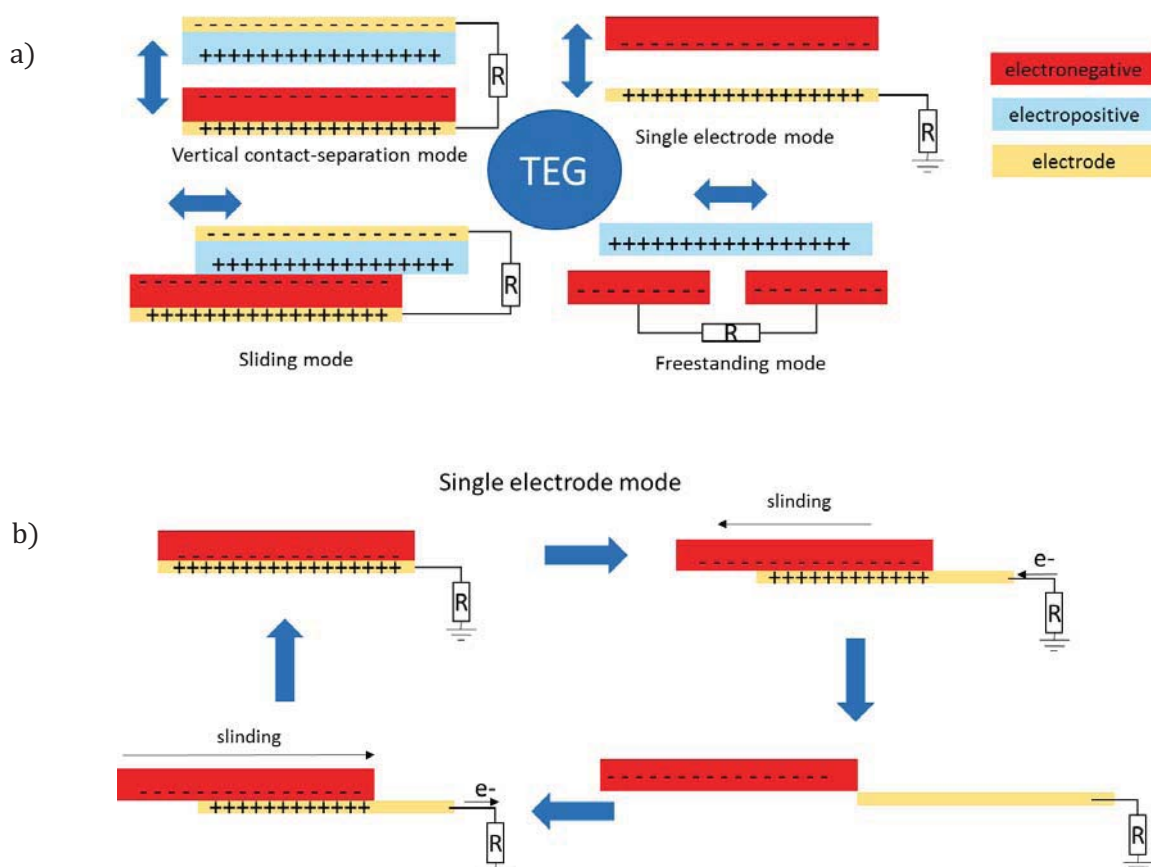 a)
R
Vertical contact-separation mode
R
Single electrode mode
electronegative
electropositive
electrode
TEG
R
Sliding mode
R
Freestanding mode
Single electrode mode
b)
R
slinding
e-
R
slinding
e-
R
R